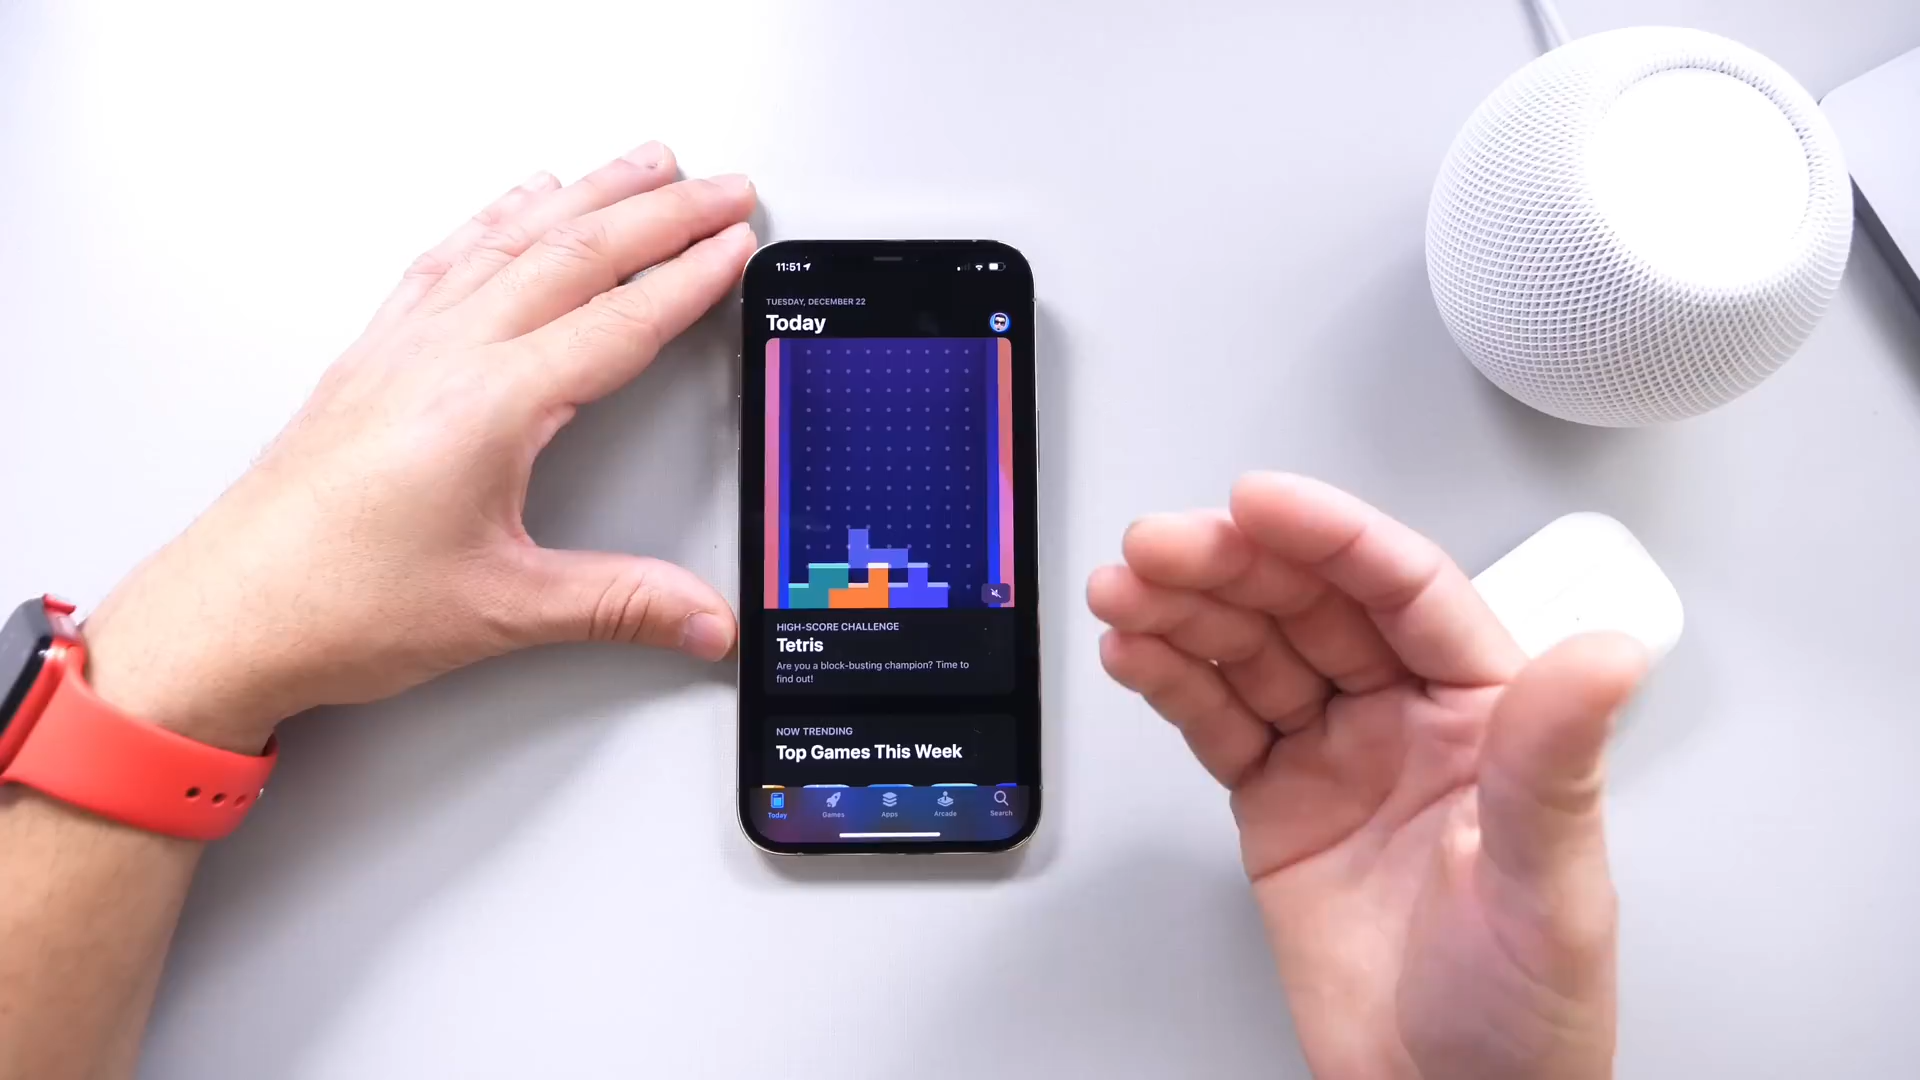 11:51
TUESDAY, DECEMBER 22
Today
HIGH-SCORE CHALLENGE
Tetris
Are you a block-busting champion? Time to
find out!
NOW TRENDING
Top Games This Week
Today Games Apps Arcade Search